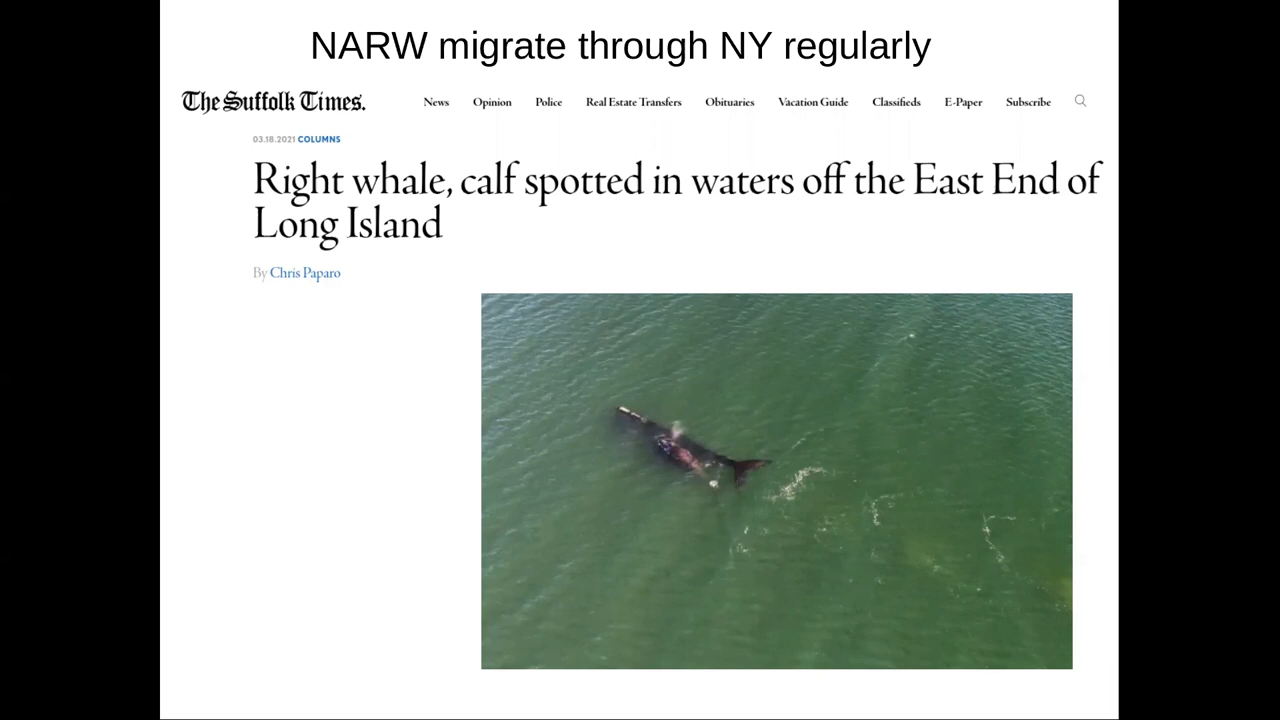 NARW migrate through NY regularly
The Suffolk Times.
News Opinion Police Real Estate Transfers Obituaries Vacation Guide Classifieds E-Paper Subscribe
03.18.2021 COLUMNS
Right whale, calf spotted in waters off the East End of
Long Island
By Chris Paparo